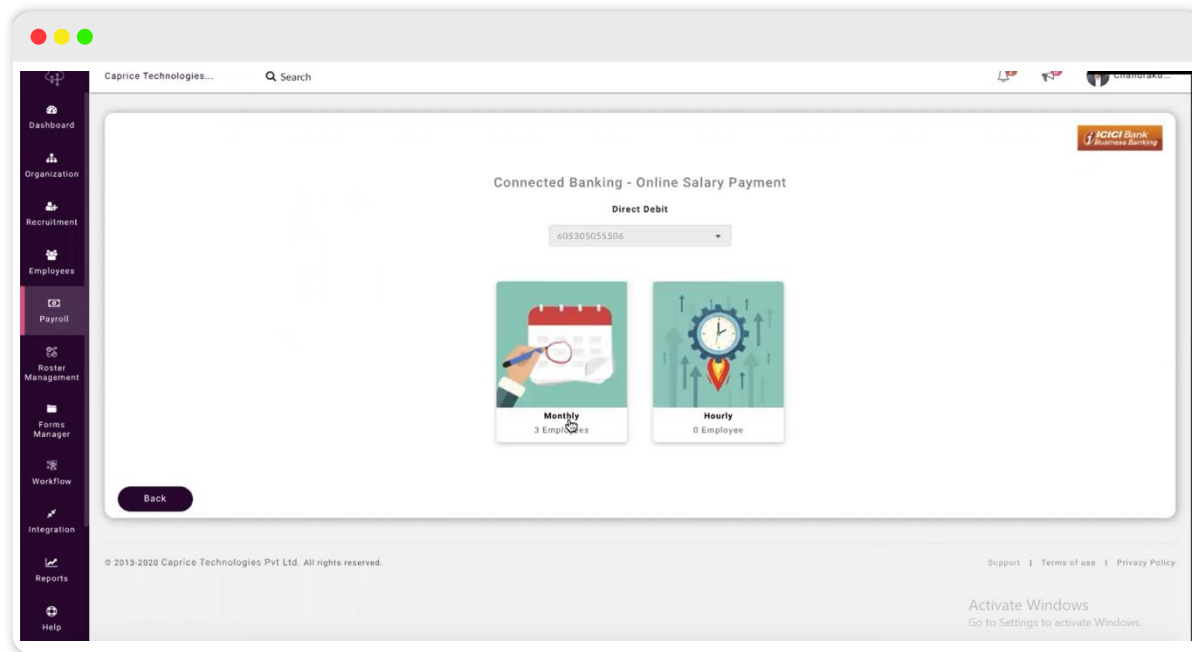 Caprice Technologies...
Search
Chandraku...
Dashboard
Organization
Recruitment
Employees
Payroll
Roster
Management
Forms
Manager
Workflow
Integration
Reports
Help
ICICI Bank
Business Banking
Connected Banking - Online Salary Payment
Direct Debit
605305055506
Monthly
3 Employees
Hourly
0 Employee
Back
© 2013-2020 Caprice Technologies Pvt Ltd. All rights reserved.
Support | Terms of use | Privacy Policy
Activate Windows
Go to Settings to activate Windows.